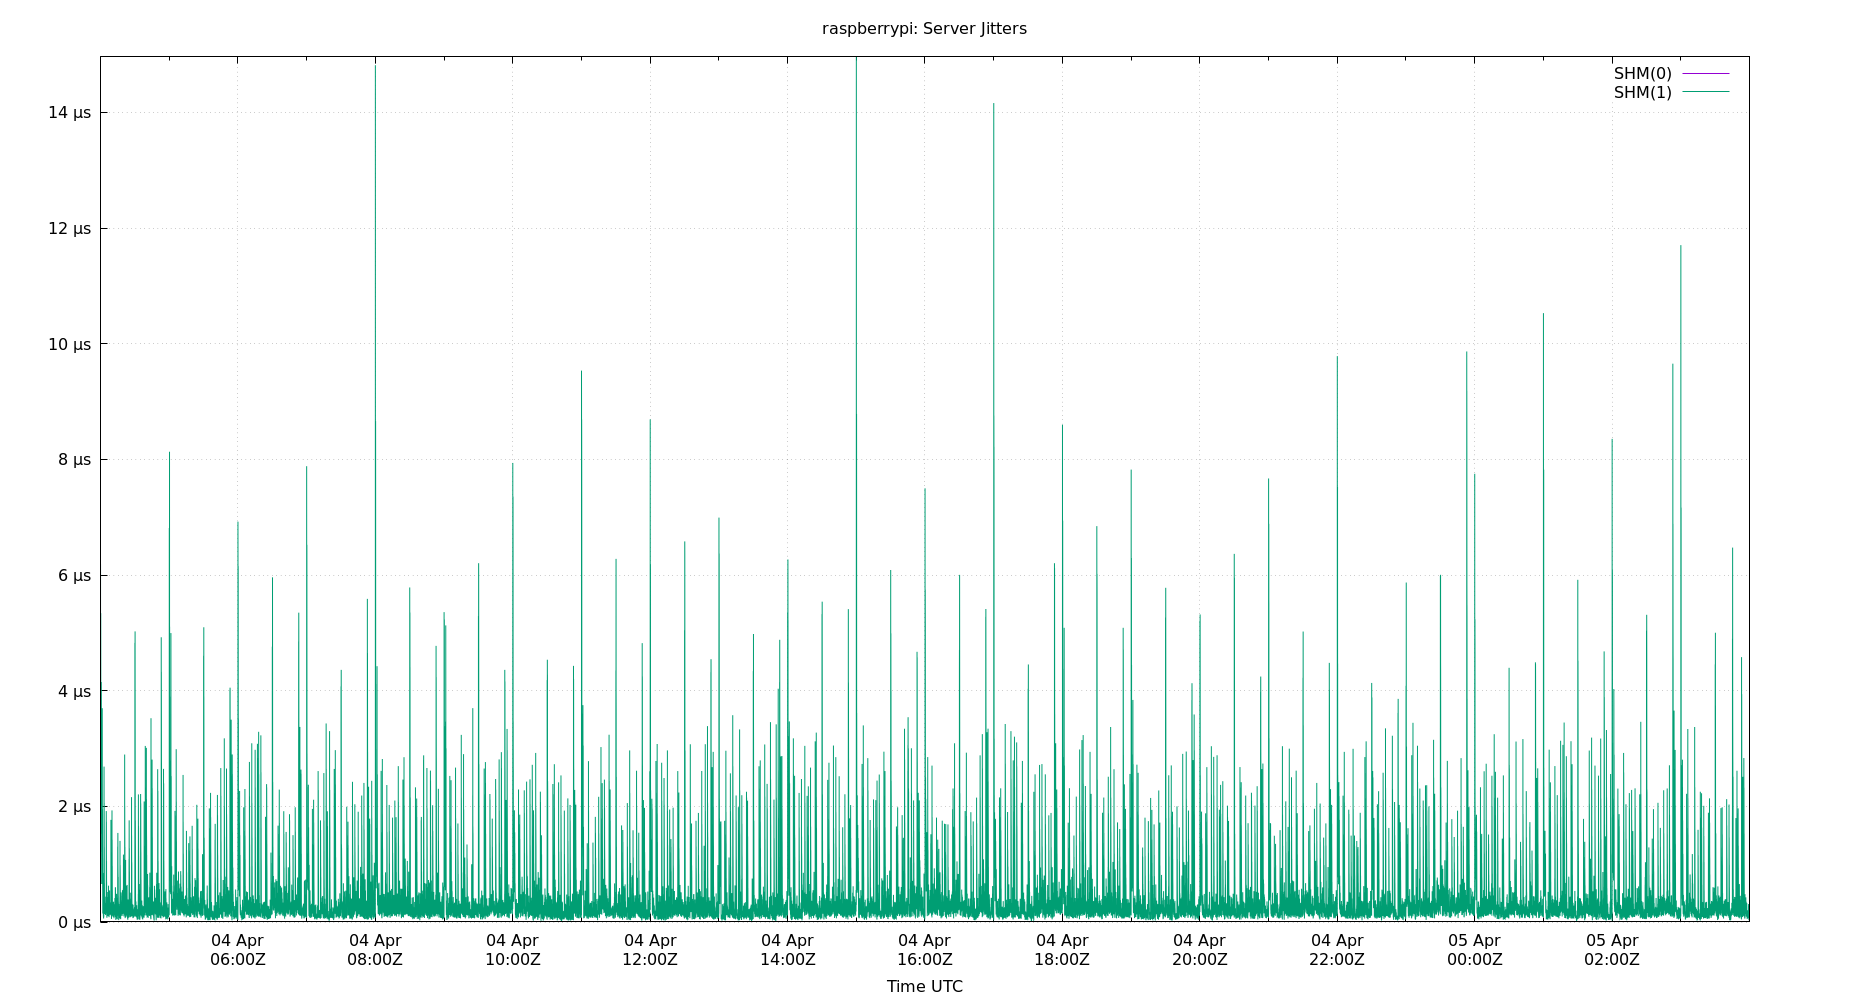 raspberrypi: Server Jitters
SHM(0)
SHM(1)
14 µs
12 µs
10 µs
8 µs
6 µs
4 µs
2 µs
0 µs
04 Apr 04 Apr 04 Apr 04 Apr 04 Apr 04 Apr 04 Apr 04 Apr 04 Apr 05 Apr 05 Apr
06:00Z 08:00Z 10:00Z 12:00Z 14:00Z 16:00Z 18:00Z 20:00Z 22:00Z 00:00Z 02:00Z
Time UTC